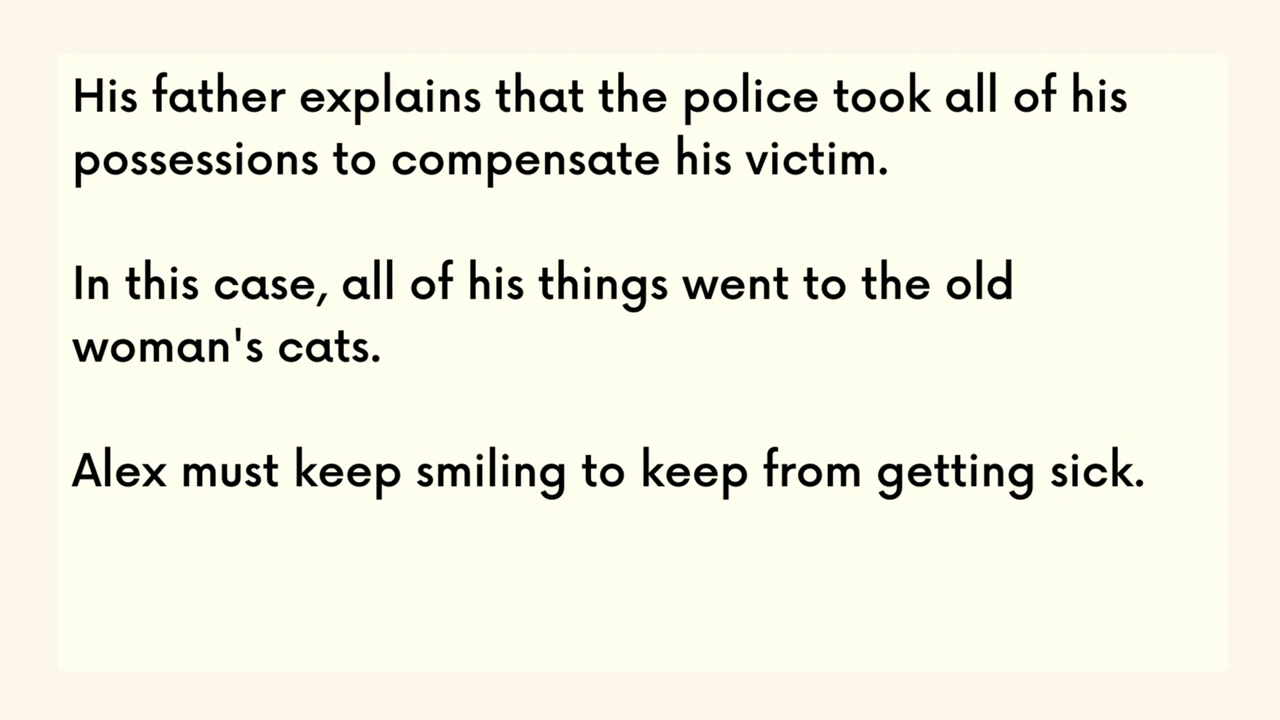 His father explains that the police took all of his
possessions to compensate his victim.
In this case, all of his things went to the old
woman's cats.
Alex must keep smiling to keep from getting sick.